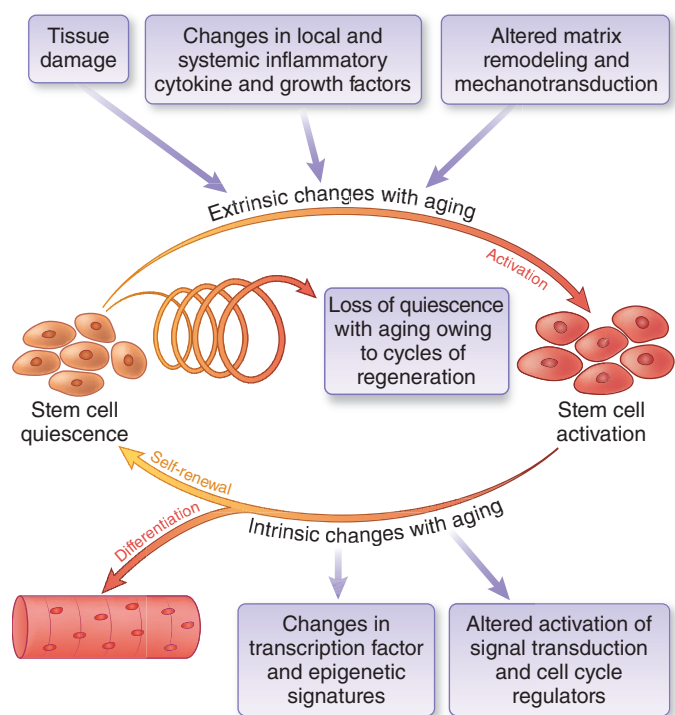 Tissue
damage
Changes in local and
systemic inflammatory
cytokine and growth factors
Altered matrix
remodeling and
mechanotransduction
Extrinsic changes with aging
Activation
Loss of quiescence
with aging owing
to cycles of
regeneration
Stem cell
quiescence
Stem cell
activation
Self-renewal
Differentiation
Intrinsic changes with aging
Changes in
transcription factor
and epigenetic
signatures
Altered activation of
signal transduction
and cell cycle
regulators